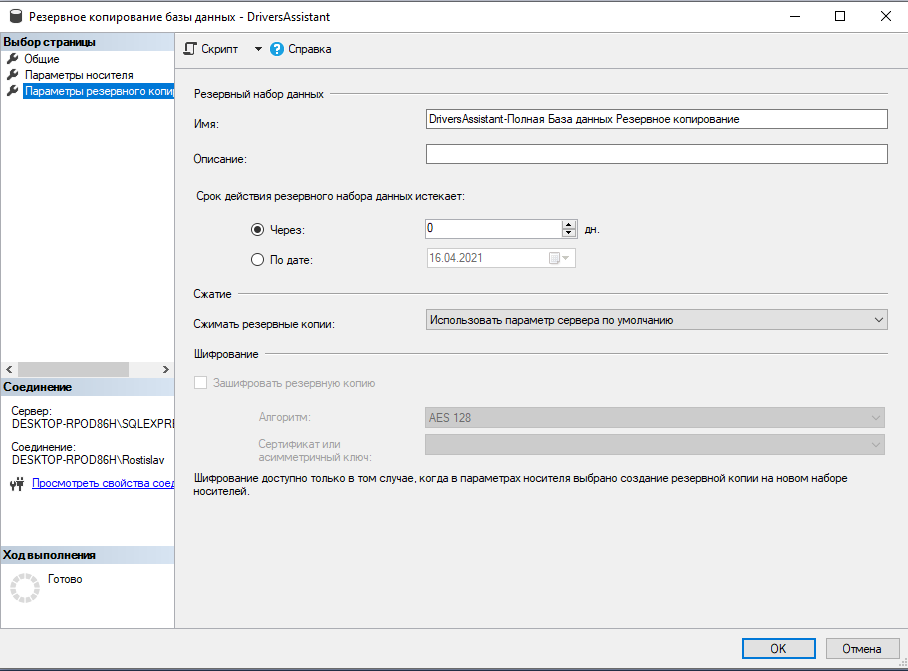 Резервное копирование базы данных - DriversAssistant
Выбор страницы
Общие
Параметры носителя
Параметры резервного копир
Скрипт
Справка
Резервный набор данных
Имя:
DriversAssistant-Полная База данных Резервное копирование
Описание:
Срок действия резервного набора данных истекает:
Через:
0
дн.
По дате:
16.04.2021
Сжатие
Сжимать резервные копии:
Использовать параметр сервера по умолчанию
Шифрование
Зашифровать резервную копию
Алгоритм:
AES 128
Сертификат или
асимметричный ключ:
Шифрование доступно только в том случае, когда в параметрах носителя выбрано создание резервной копии на новом наборе
носителей.
Соединение
Сервер:
DESKTOP-RPOD86H\SQLEXPRE
Соединение:
DESKTOP-RPOD86H\Rostislav
Просмотреть свойства соед
Ход выполнения
Готово
OK
Отмена